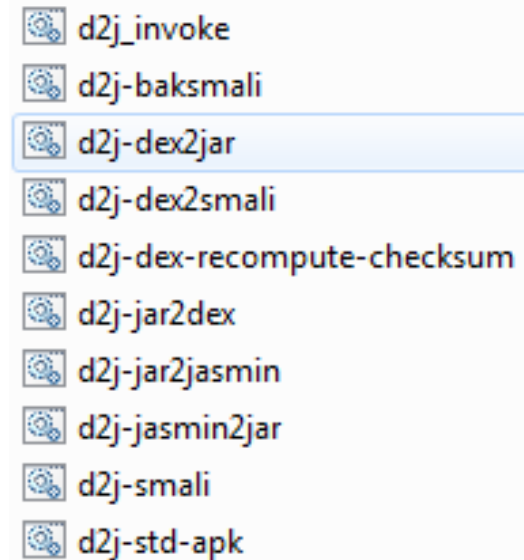 d2j_invoke
d2j-baksmali
d2j-dex2jar
d2j-dex2smali
d2j-dex-recompute-checksum
d2j-jar2dex
d2j-jar2jasmin
d2j-jasmin2jar
d2j-smali
d2j-std-apk